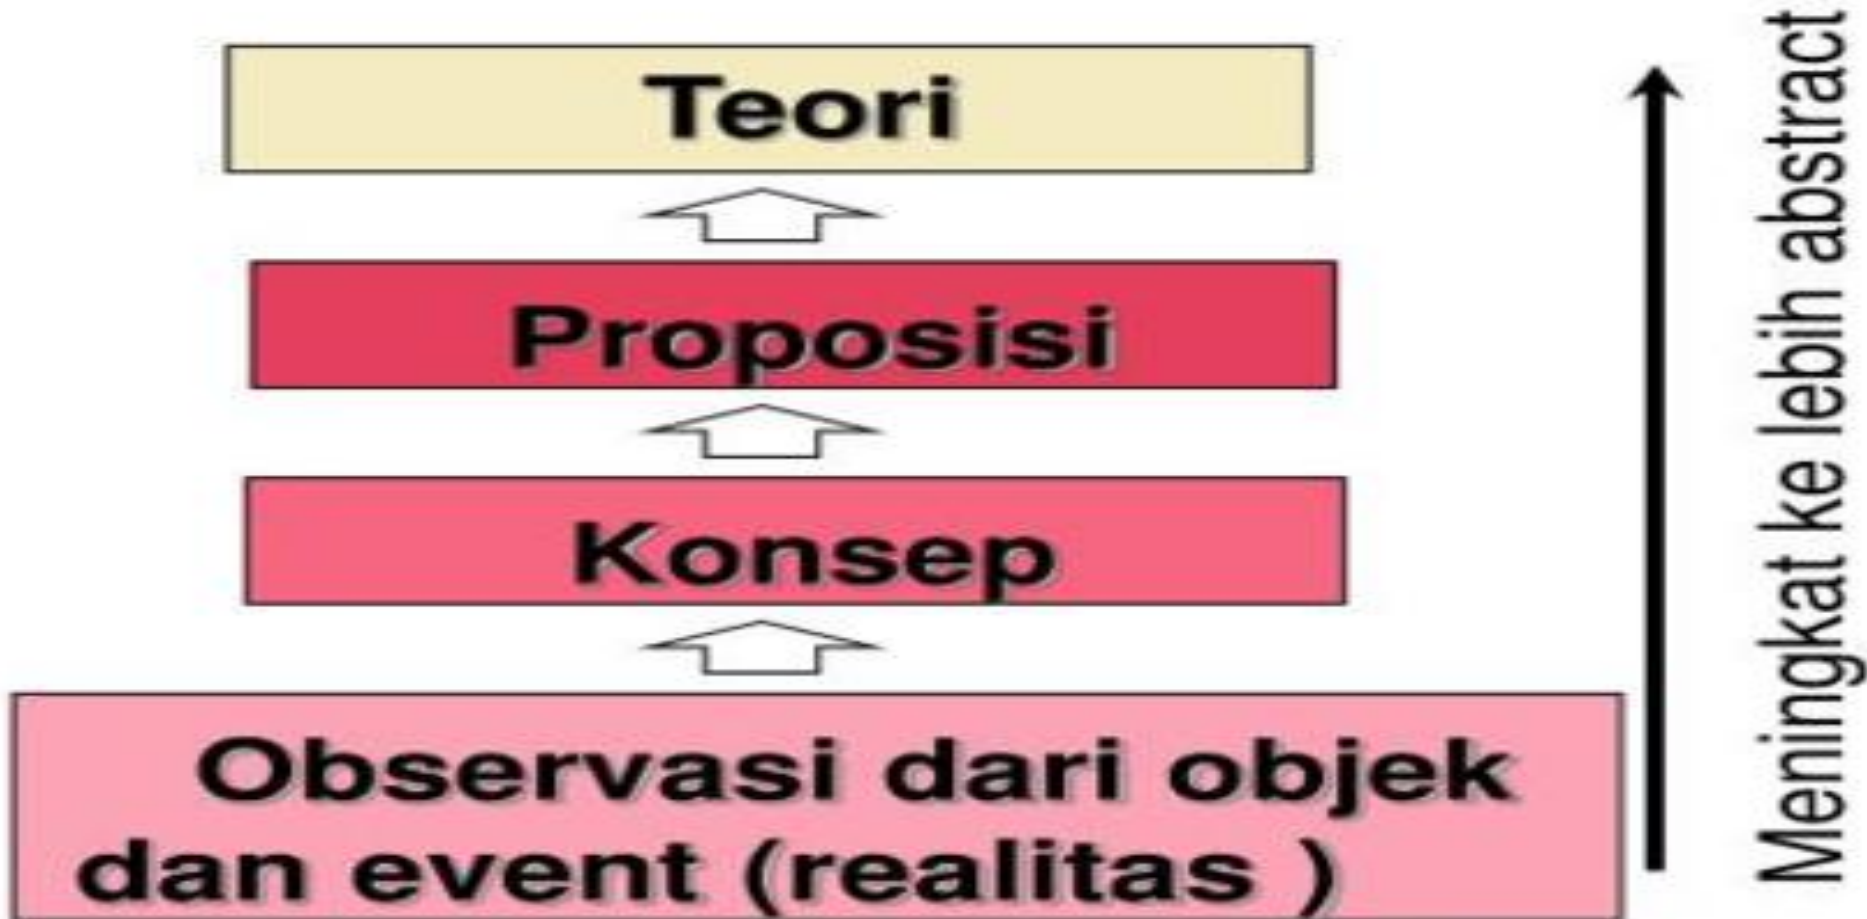 Teori
Proposisi
Konsep
Observasi dari objek
dan event (realitas )
Meningkat ke lebih abstract